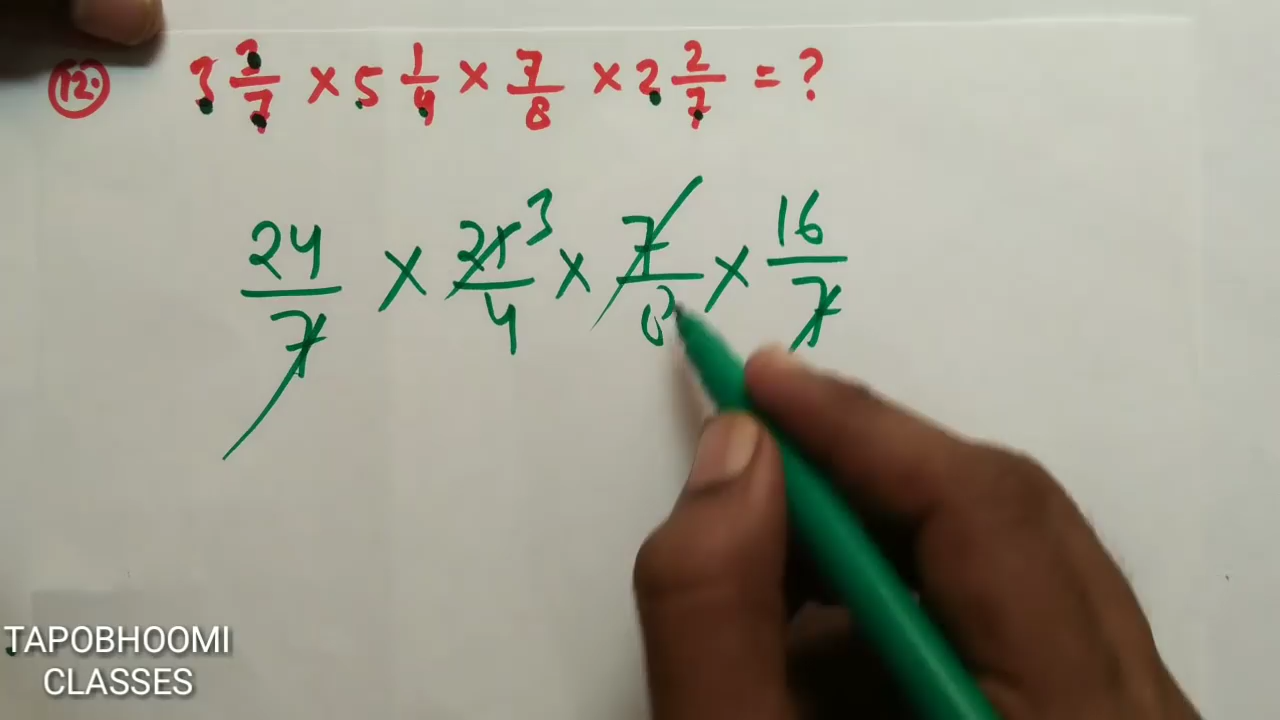 12. 3 3/7 × 5 1/4 × 7/8 × 2 2/7 = ?
24/7 × 21/4 3 × 7/8 × 16/7
TAPOBHOOMI
CLASSES